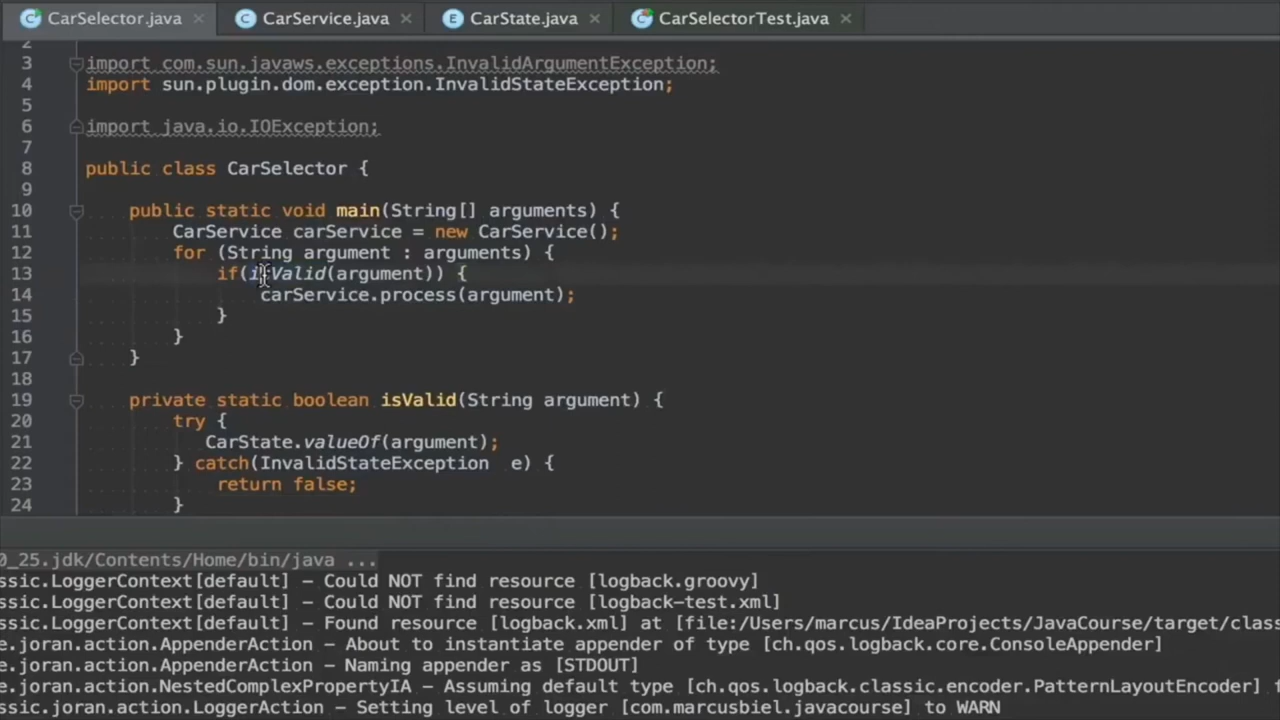 CarSelector.java CarService.java CarState.java CarSelectorTest.java
2
3 import com.sun.javaws.exceptions.InvalidArgumentException;
4 import sun.plugin.dom.exception.InvalidStateException;
5
6 import java.io.IOException;
7
8 public class CarSelector {
9
10 public static void main(String[] arguments) {
11 CarService carService = new CarService();
12 for (String argument : arguments) {
13 if(isValid(argument)) {
14 carService.process(argument);
15 }
16 }
17 }
18
19 private static boolean isValid(String argument) {
20 try {
21 CarState.valueOf(argument);
22 } catch(InvalidStateException e) {
23 return false;
24 }
0_25.jdk/Contents/Home/bin/java ...
ssic.LoggerContext[default] - Could NOT find resource [logback.groovy]
ssic.LoggerContext[default] - Could NOT find resource [logback-test.xml]
ssic.LoggerContext[default] - Found resource [logback.xml] at [file:/Users/marcus/IdeaProjects/JavaCourse/target/class
e.joran.action.AppenderAction - About to instantiate appender of type [ch.qos.logback.core.ConsoleAppender]
e.joran.action.AppenderAction - Naming appender as [STDOUT]
e.joran.action.NestedComplexPropertyIA - Assuming default type [ch.qos.logback.classic.encoder.PatternLayoutEncoder] f
ssic.joran.action.LoggerAction - Setting level of logger [com.marcusbiel.javacourse] to WARN